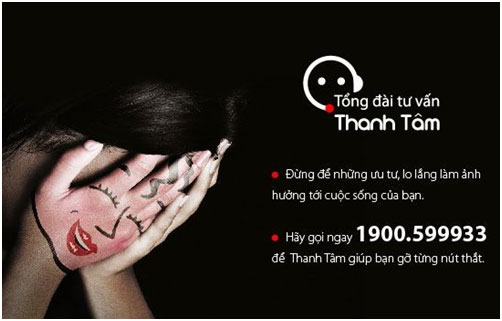 Tổng đài tư vấn
Thanh Tâm
Đừng để những ưu tư, lo lắng làm ảnh
hưởng tới cuộc sống của bạn.
Hãy gọi ngay 1900.599933
để Thanh Tâm giúp bạn gỡ từng nút thắt.